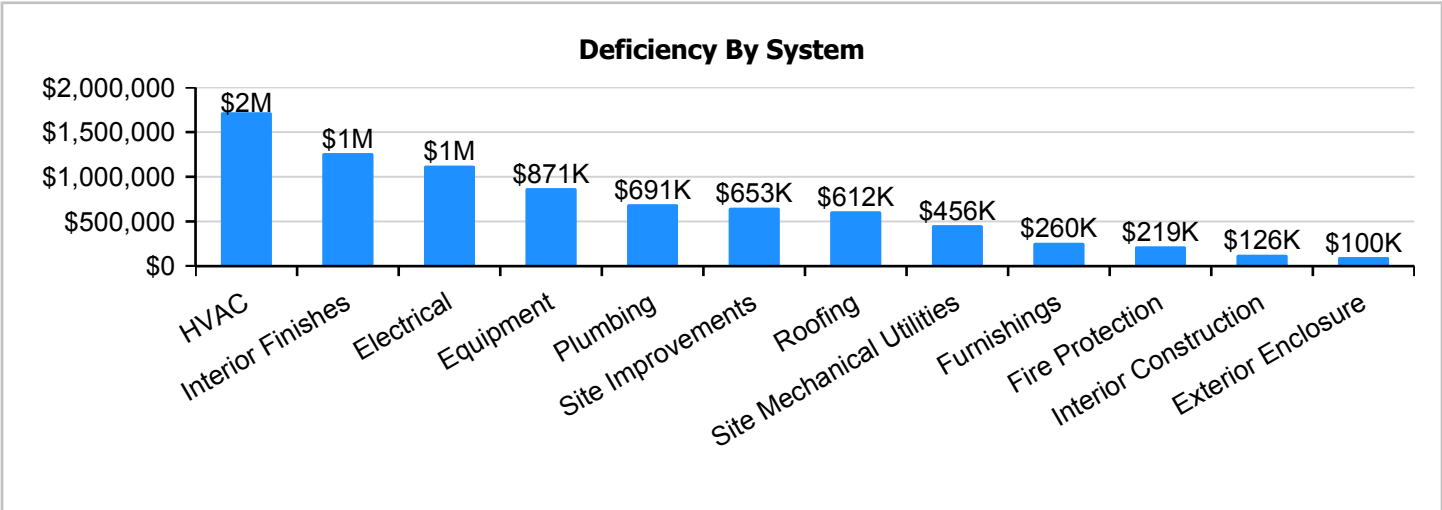 Deficiency By System
$2,000,000
$1,500,000
$1,000,000
$500,000
$0
$2M
$1M
$1M
$871K
$691K
$653K
$612K
$456K
$260K
$219K
$126K
$100K
HVAC
Interior Finishes
Electrical
Equipment
Plumbing
Site Improvements
Roofing
Site Mechanical Utilities
Furnishings
Fire Protection
Interior Construction
Exterior Enclosure